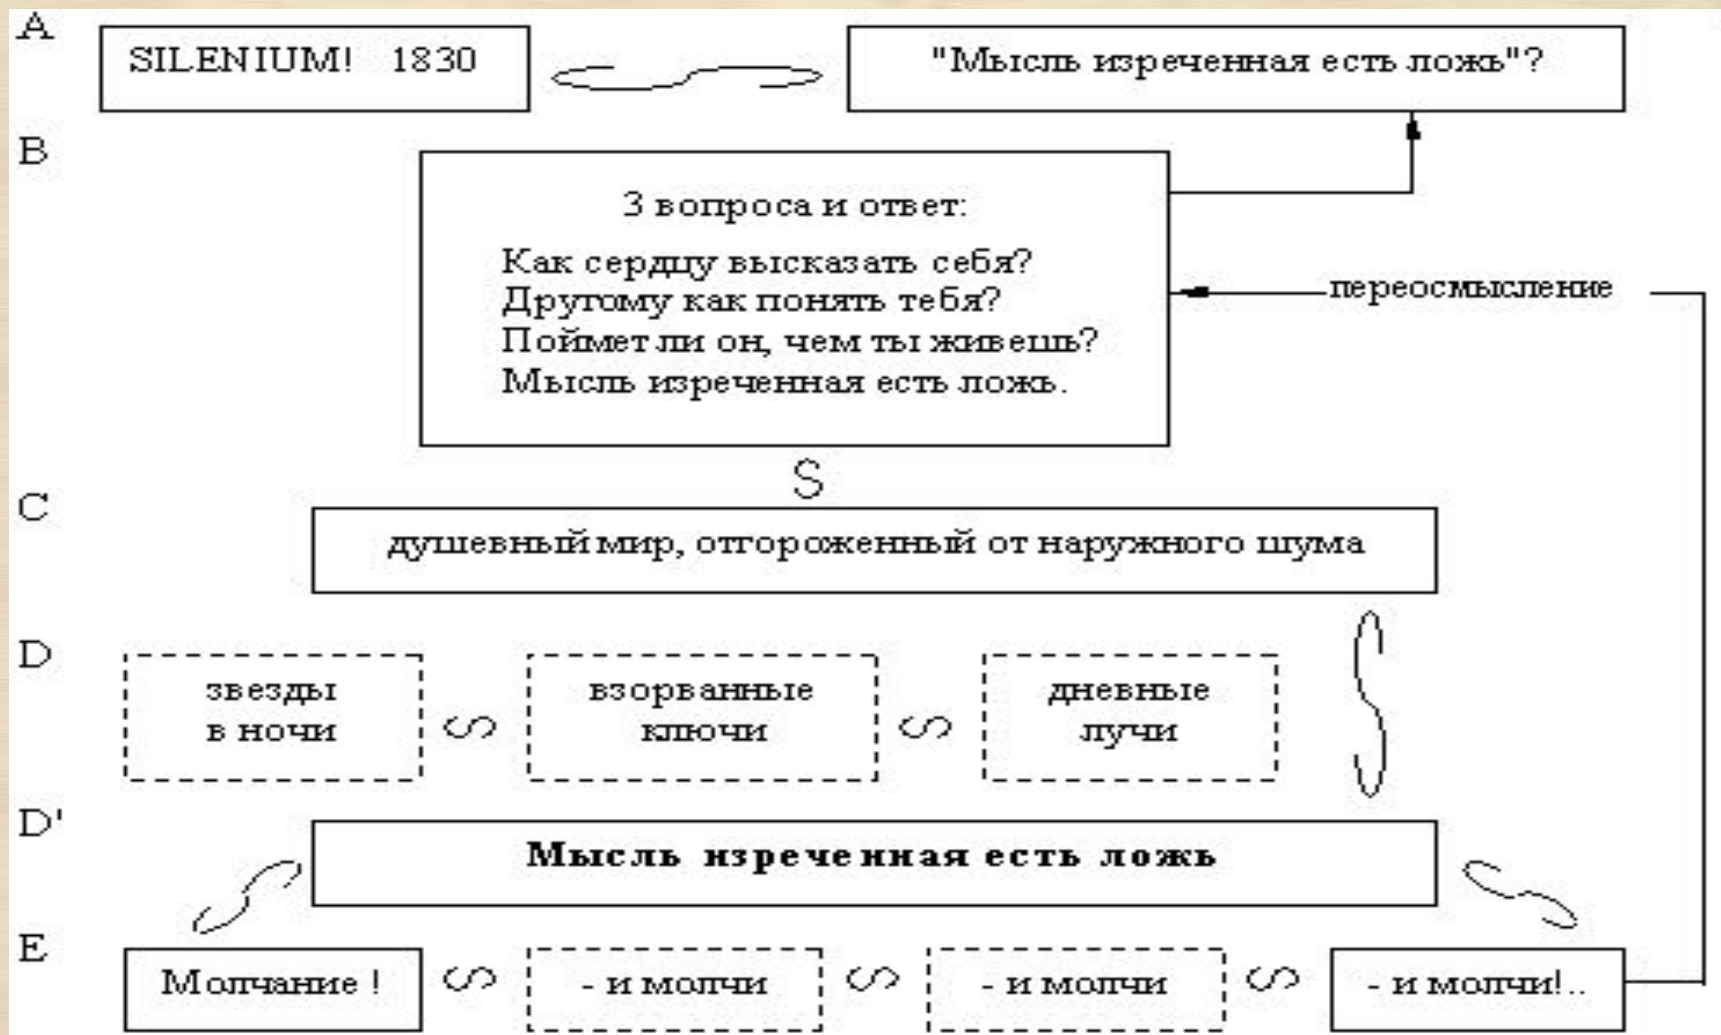 A
SILENIUM! 1830
"Мысль изреченная есть ложь"?
B
3 вопроса и ответ:
Как сердцу высказать себя?
Другому как понять тебя?
Поймет ли он, чем ты живешь?
Мысль изреченная есть ложь.
переосмысление
S
C
душевный мир, отгороженный от наружного шума
D
звезды
в ночи
S
взорванные
ключи
S
дневные
лучи
D'
Мысль изреченная есть ложь
E
Молчание !
S
- и молчи
S
- и молчи
S
- и молчи!..